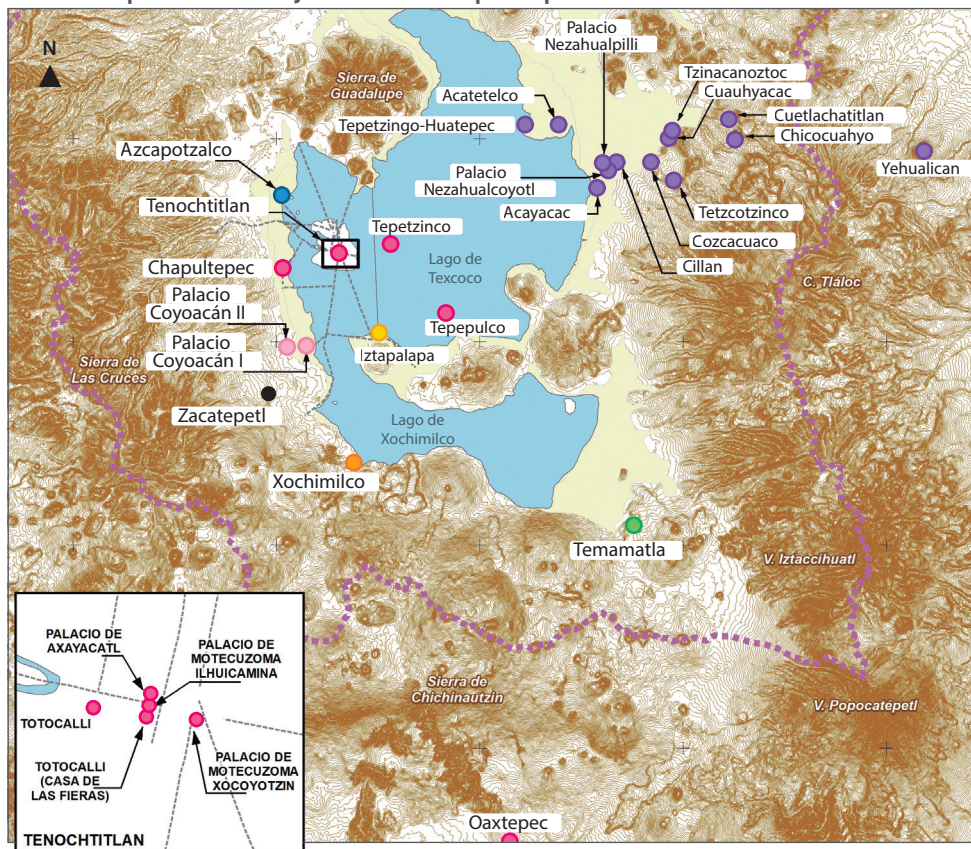 N
Sierra de
Guadalupe
Palacio
Nezahualpilli
Acatetelco
Tepetzingo-Huatepec
Tzinacanoztoc
Cuauhyacac
Cuetlachatitlan
Chicocuahyo
Yehualican
Azcapotzalco
Tenochtitlan
Palacio
Nezahualcoyotl
Acayacac
Tetzcotzinco
Cozcacuaco
Cillan
Tepetzinco
Lago de
Texcoco
Chapultepec
C. Tláloc
Palacio
Coyoacán II
Palacio
Coyoacán I
Tepepulco
Iztapalapa
Sierra de
Las Cruces
Zacatepetl
Lago de
Xochimilco
Xochimilco
Temamatla
V. Iztaccíhuatl
Sierra de
Chichinautzin
V. Popocatépetl
Oaxtepec
PALACIO DE
AXAYACATL
PALACIO DE
MOTECUZOMA
ILHUICAMINA
TOTOCALLI
TOTOCALLI
(CASA DE
LAS FIERAS)
PALACIO DE
MOTECUZOMA
XOCOYOTZIN
TENOCHTITLAN